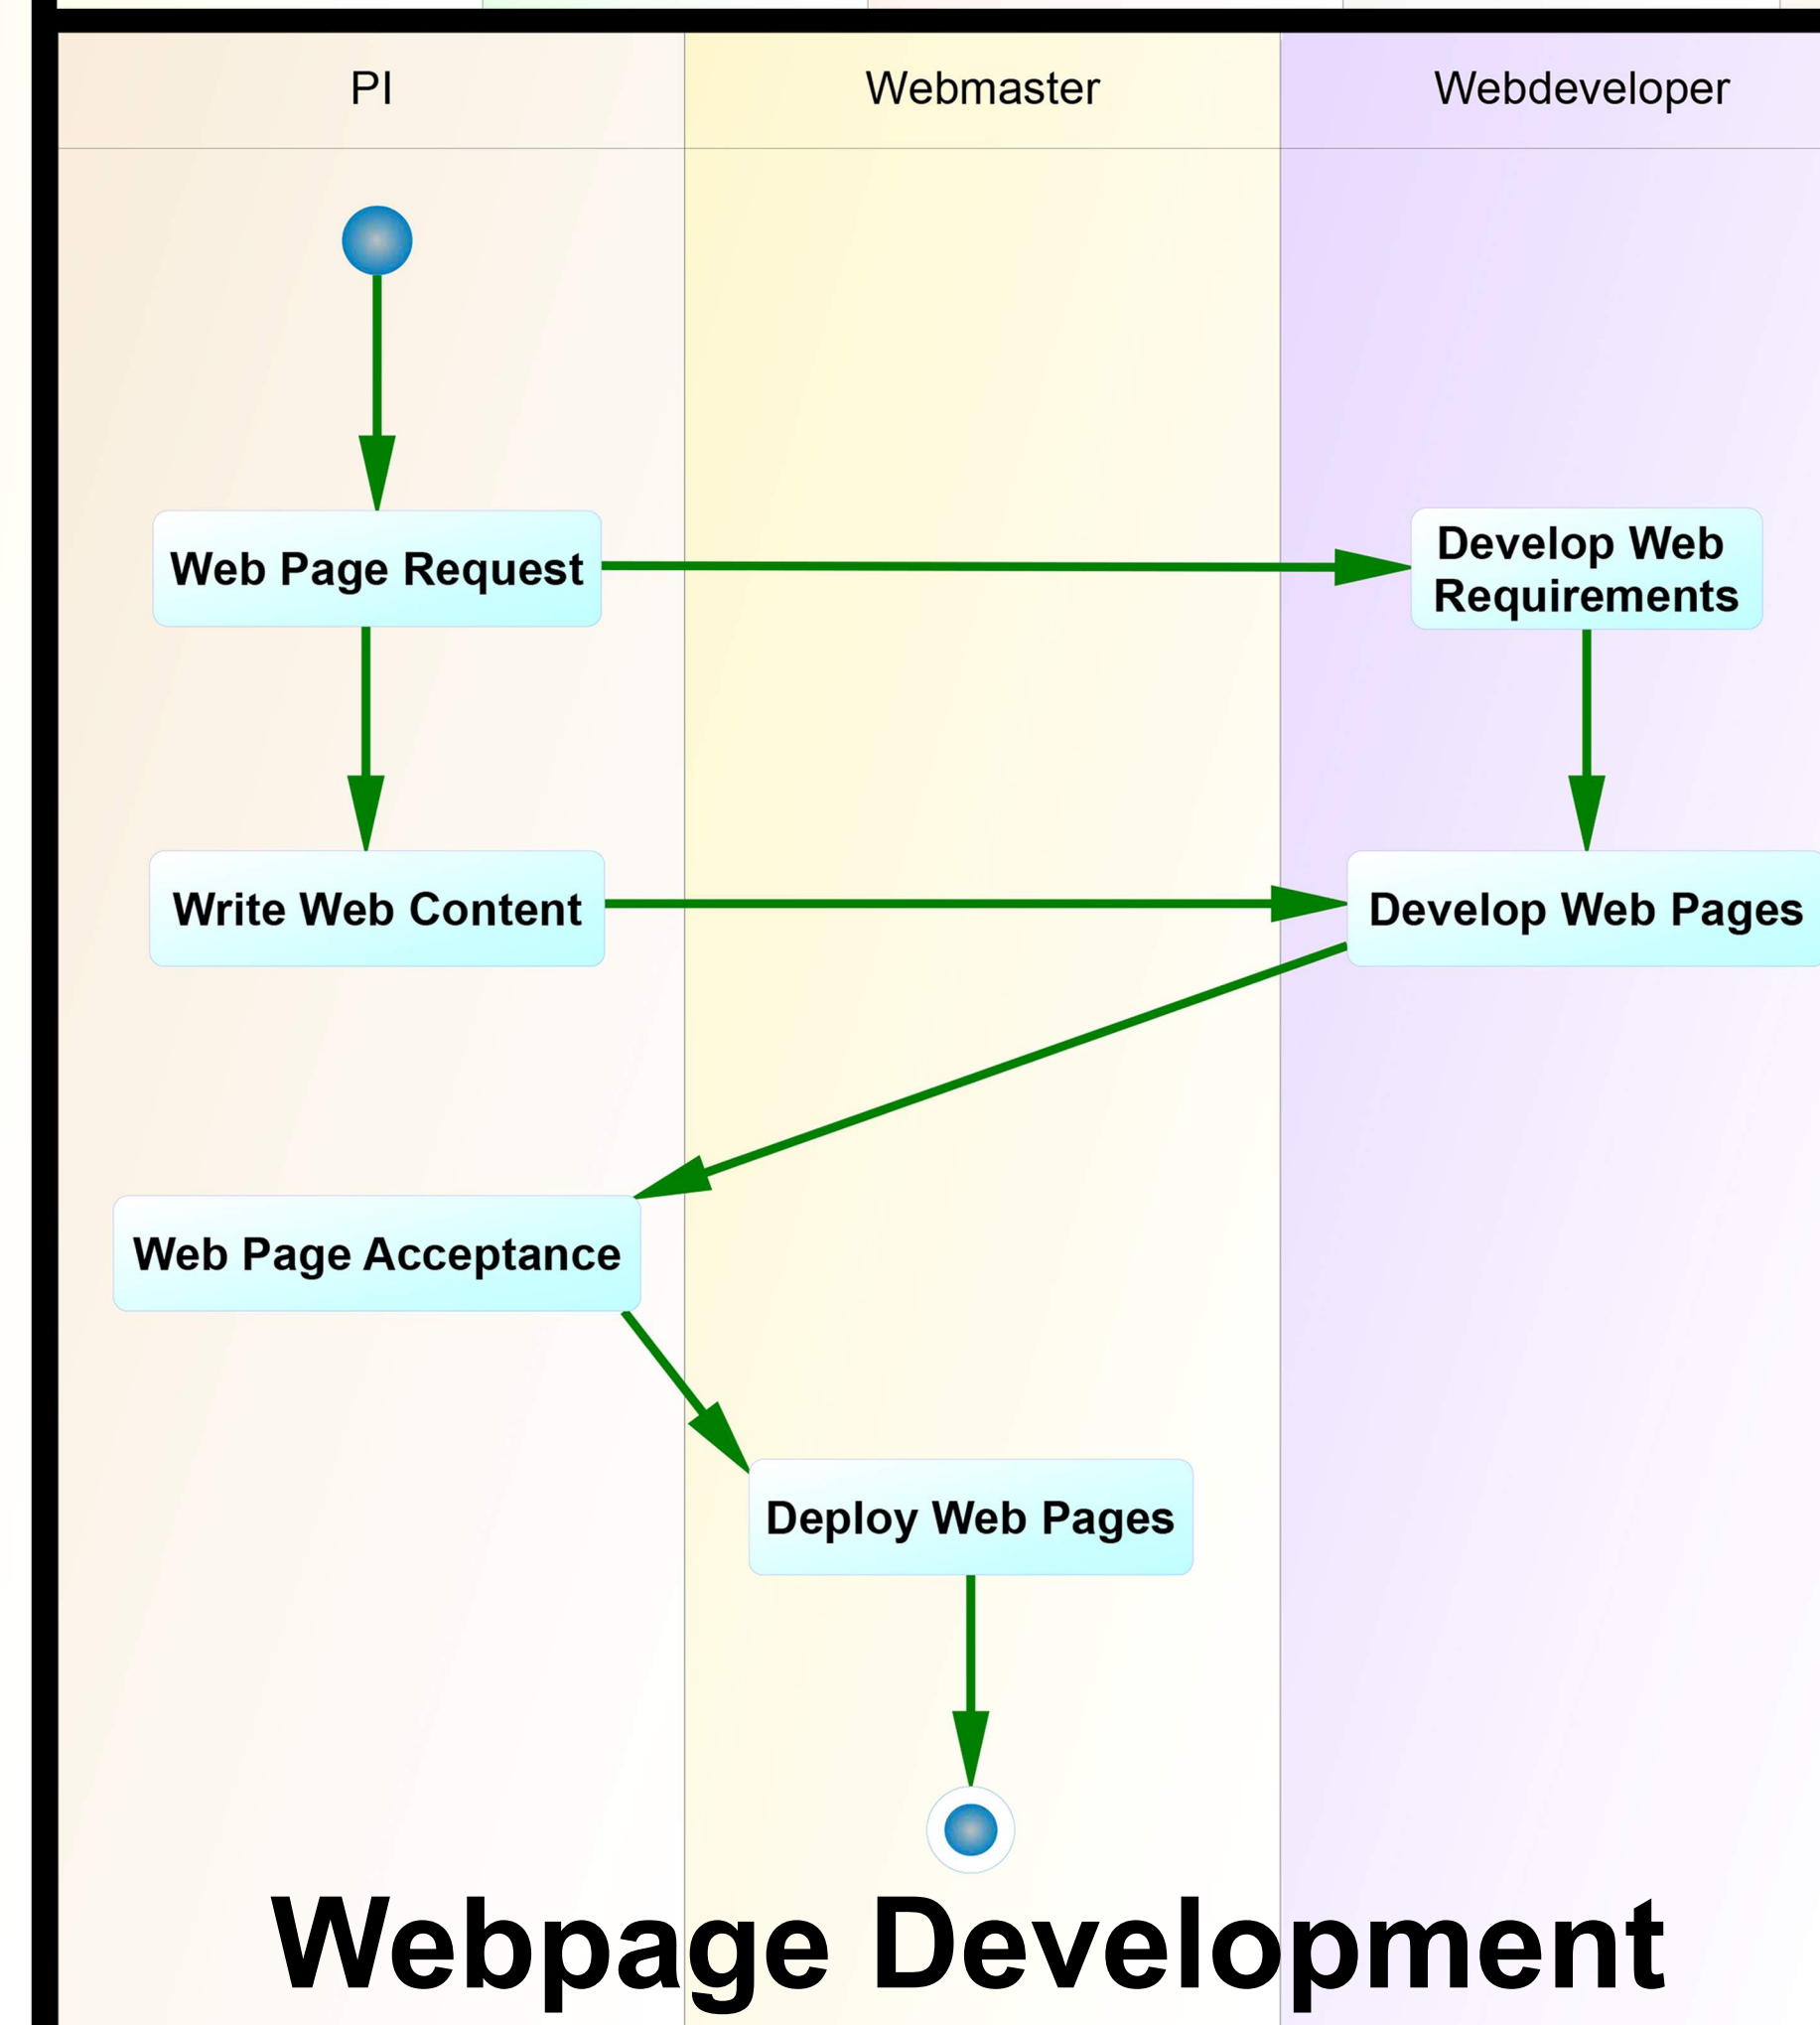 PI
Webmaster
Webdeveloper
Web Page Request
Develop Web
Requirements
Write Web Content
Develop Web Pages
Web Page Acceptance
Deploy Web Pages
Webpage Development